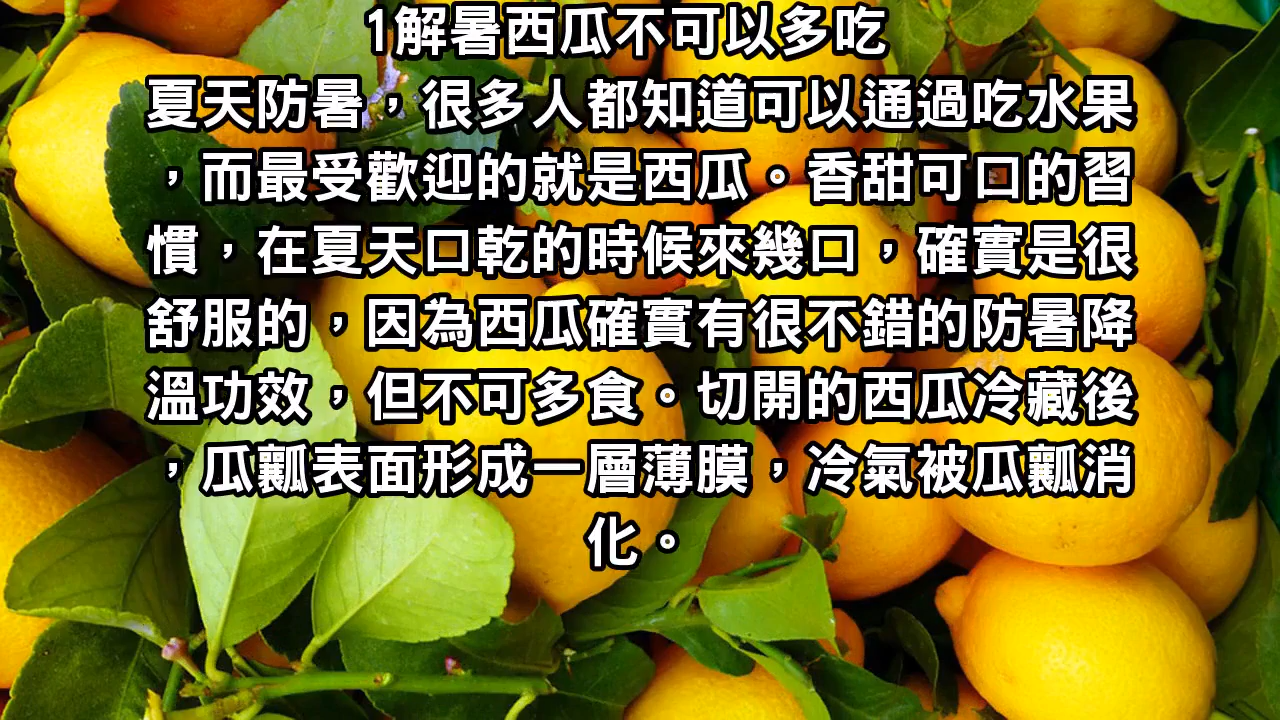 1解暑西瓜不可以多吃
夏天防暑，很多人都知道可以通過吃水果
，而最受歡迎的就是西瓜。香甜可口的習
慣，在夏天口乾的時候來幾口，確實是很
舒服的，因為西瓜確實有很不錯的防暑降
溫功效，但不可多食。切開的西瓜冷藏後
，瓜瓤表面形成一層薄膜，冷氣被瓜瓤消
化。